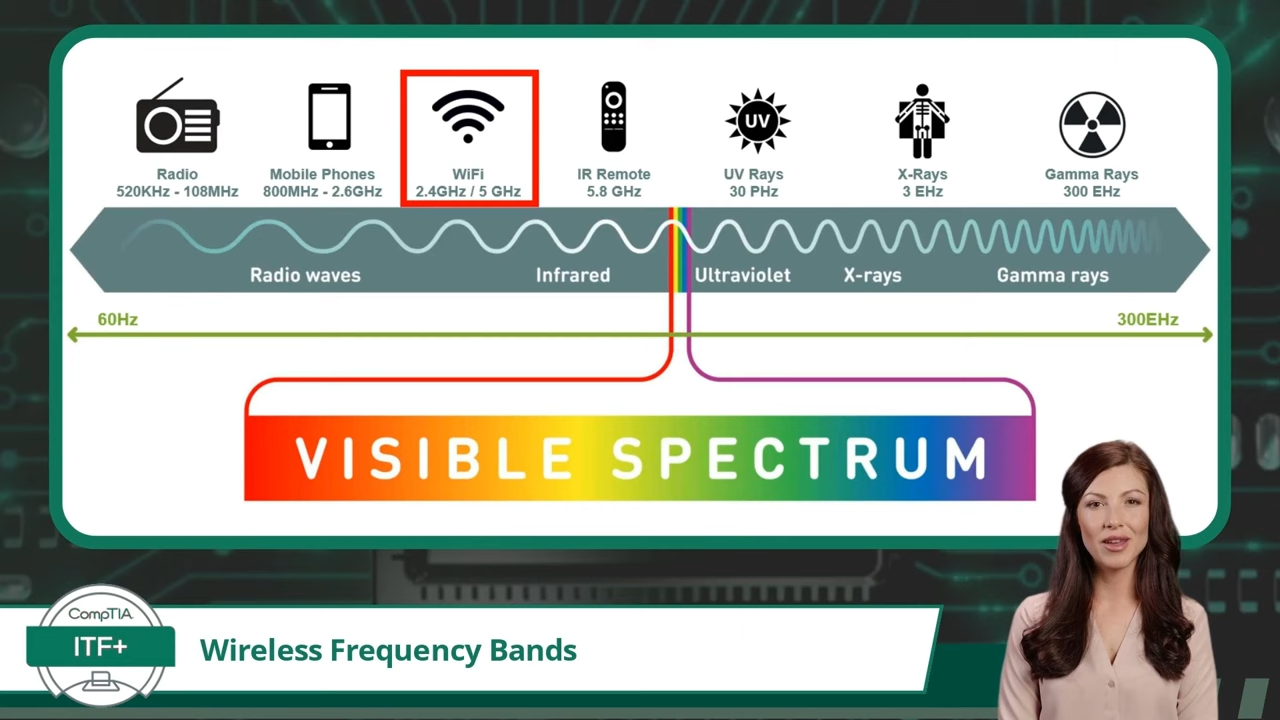 UV
Radio
520KHz - 108MHz
Mobile Phones
800MHz - 2.6GHz
WiFi
2.4GHz / 5 GHz
IR Remote
5.8 GHz
UV Rays
30 PHz
X-Rays
3 EHz
Gamma Rays
300 EHz
Radio waves
Infrared
Ultraviolet
X-rays
Gamma rays
60Hz
300EHz
VISIBLE SPECTRUM
CompTIA.
ITF+
Wireless Frequency Bands